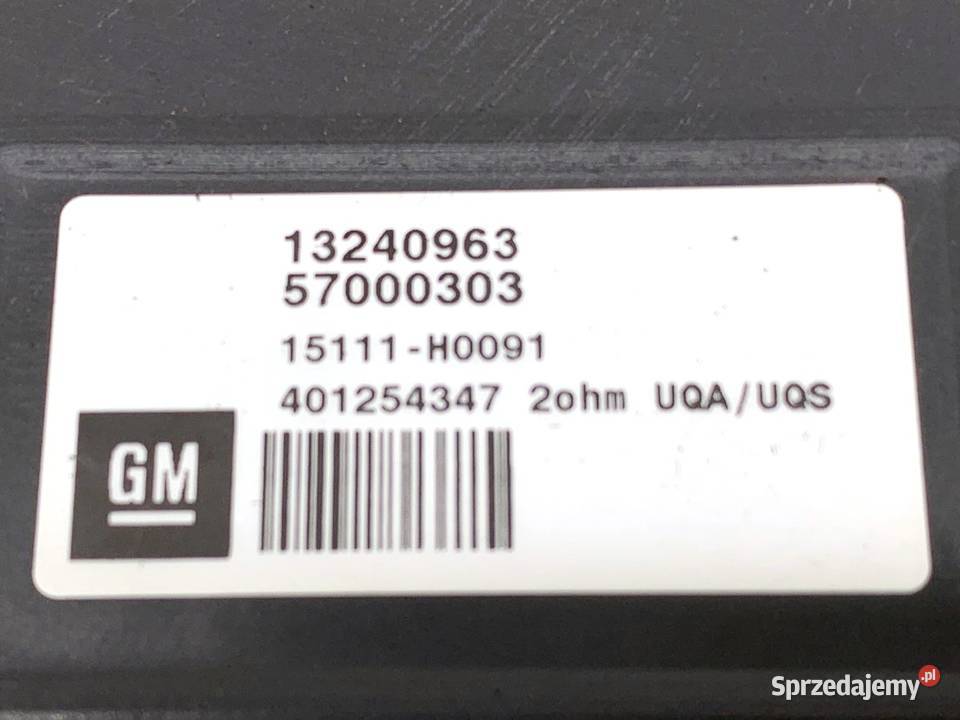 13240963
57000303
15111-H0091
401254347 2ohm UQA/UQS
GM
Sprzedajemy.pl